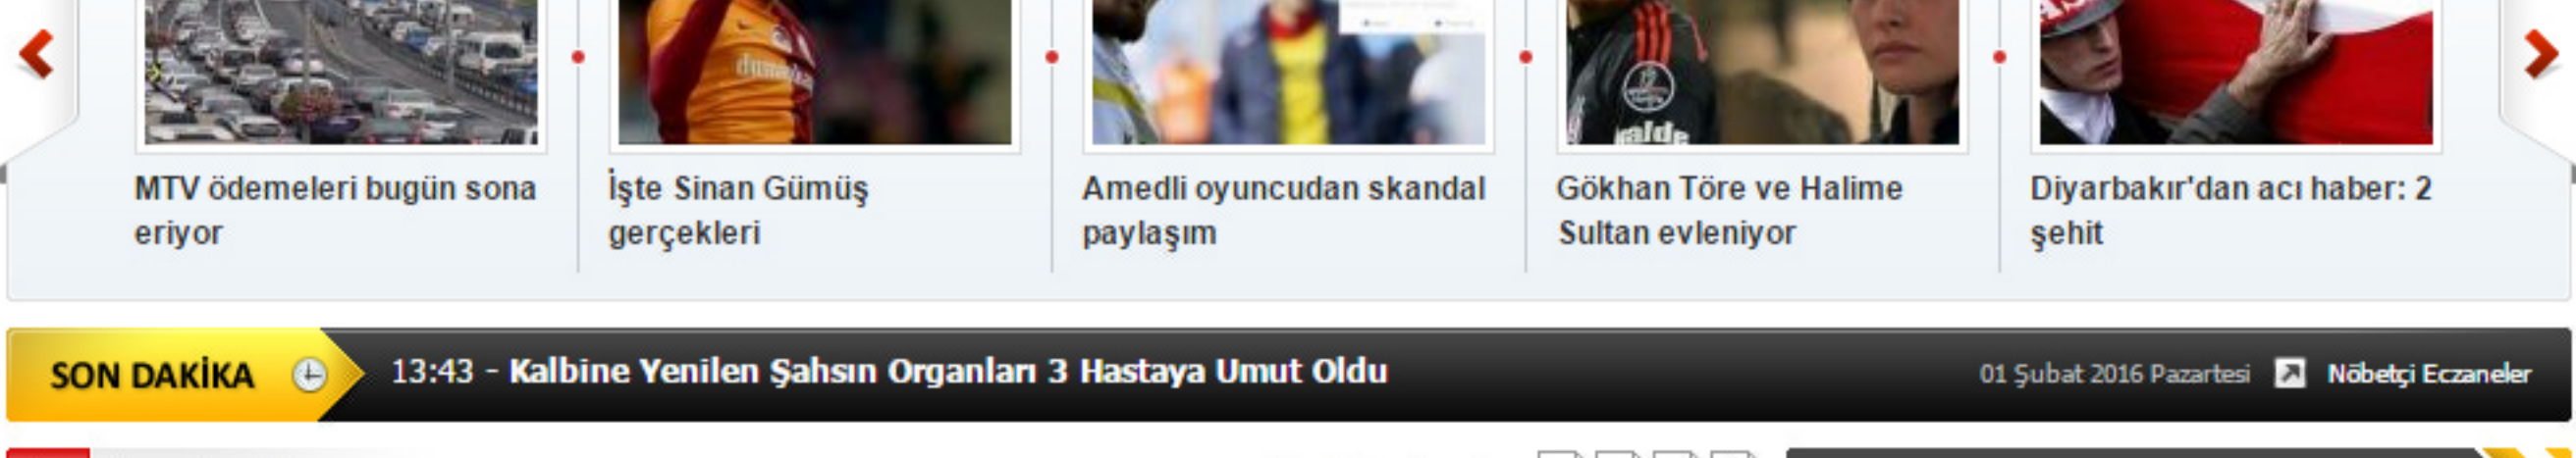 MTV ödemeleri bugün sona
eriyor
İşte Sinan Gümüş
gerçekleri
Amedli oyuncudan skandal
paylaşım
Gökhan Töre ve Halime
Sultan evleniyor
Diyarbakır'dan acı haber: 2
şehit
SON DAKİKA
13:43 - Kalbine Yenilen Şahsın Organları 3 Hastaya Umut Oldu
01 Şubat 2016 Pazartesi
Nöbetçi Eczaneler